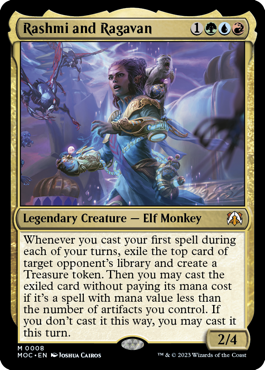 Rashmi and Ragavan 1
Legendary Creature — Elf Monkey
Whenever you cast your first spell during
each of your turns, exile the top card of
target opponent's library and create a
Treasure token. Then you may cast the
exiled card without paying its mana cost
if it's a spell with mana value less than
the number of artifacts you control. If
you don't cast it this way, you may cast it
this turn.
2/4
M 0008
MOC • EN JOSHUA CAIRÓS ™ & © 2023 Wizards of the Coast